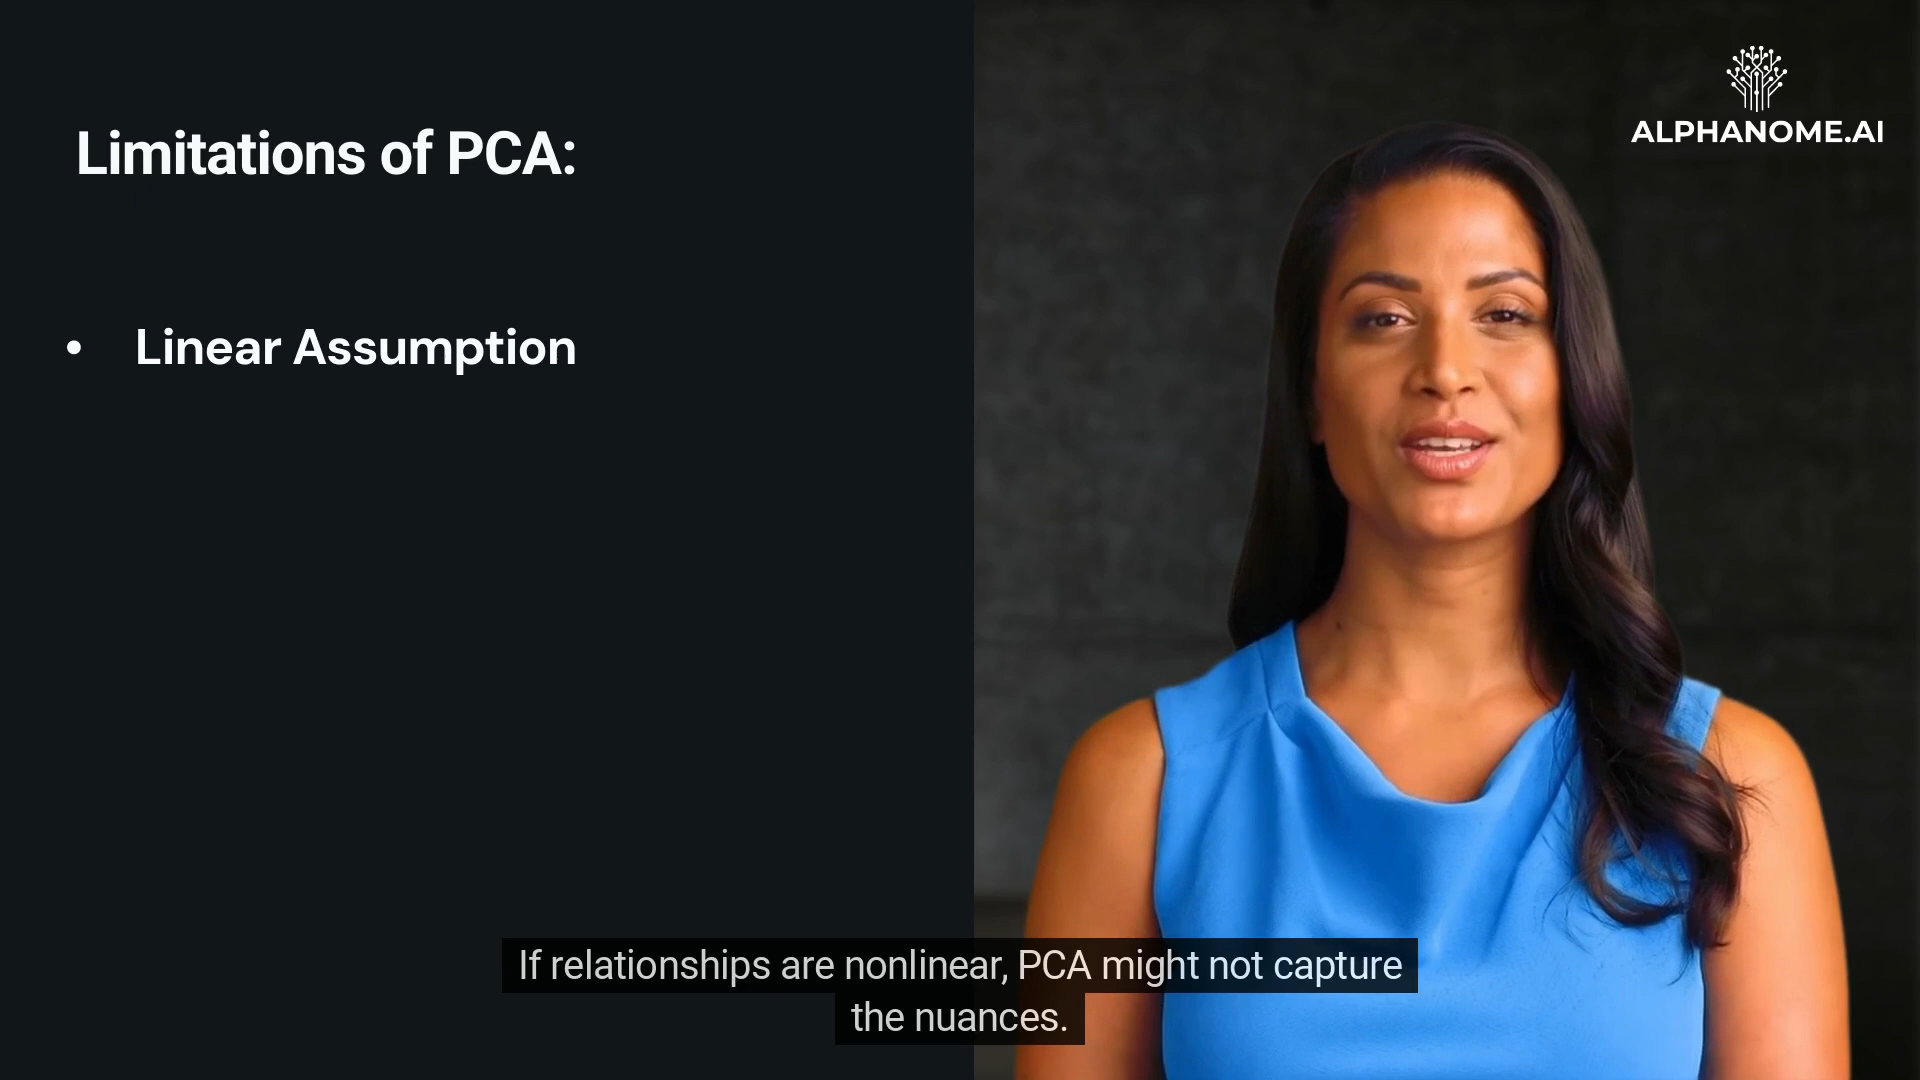 ALPHANOME.AI
Limitations of PCA:
• Linear Assumption
If relationships are nonlinear, PCA might not capture
the nuances.